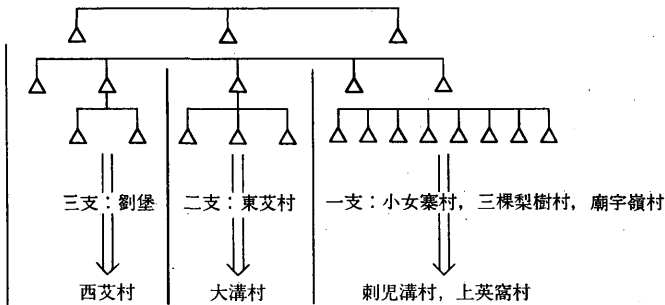 三支：劉堡
二支：東艾村
一支：小女寨村，三棵梨樹村，廟宇嶺村
西艾村
大溝村
刺児溝村，上英窩村